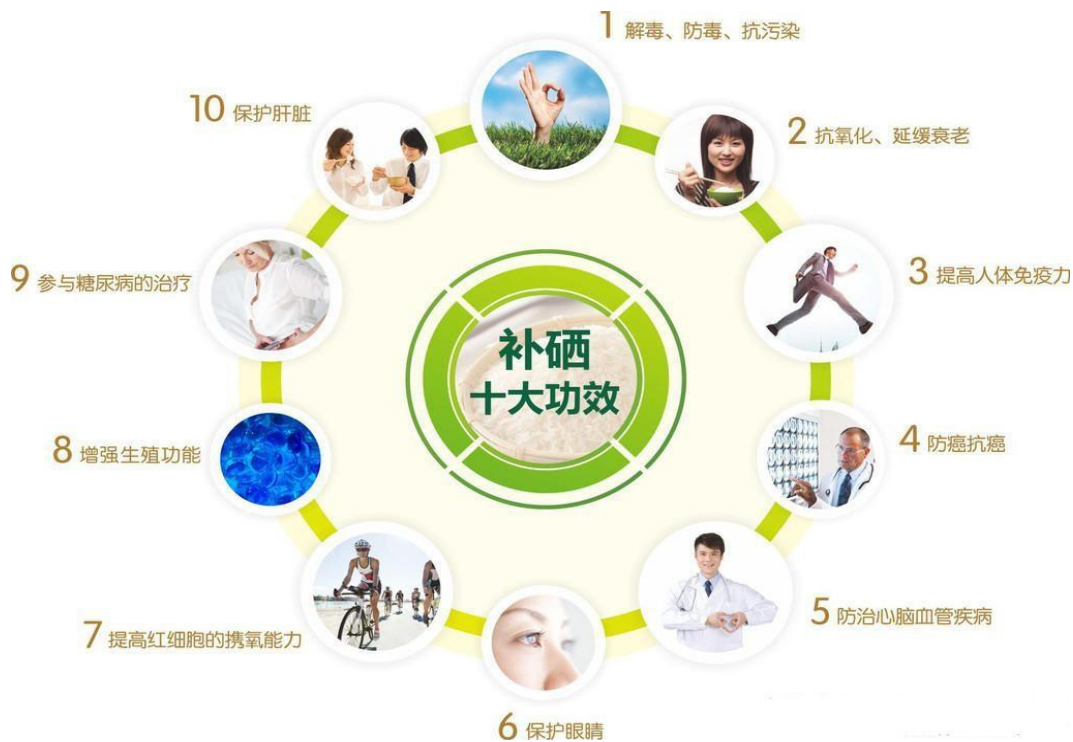 补硒
十大功效
1 解毒、防毒、抗污染
2 抗氧化、延缓衰老
3 提高人体免疫力
4 防癌抗癌
5 防治心脑血管疾病
6 保护眼睛
7 提高红细胞的携氧能力
8 增强生殖功能
9 参与糖尿病的治疗
10 保护肝脏